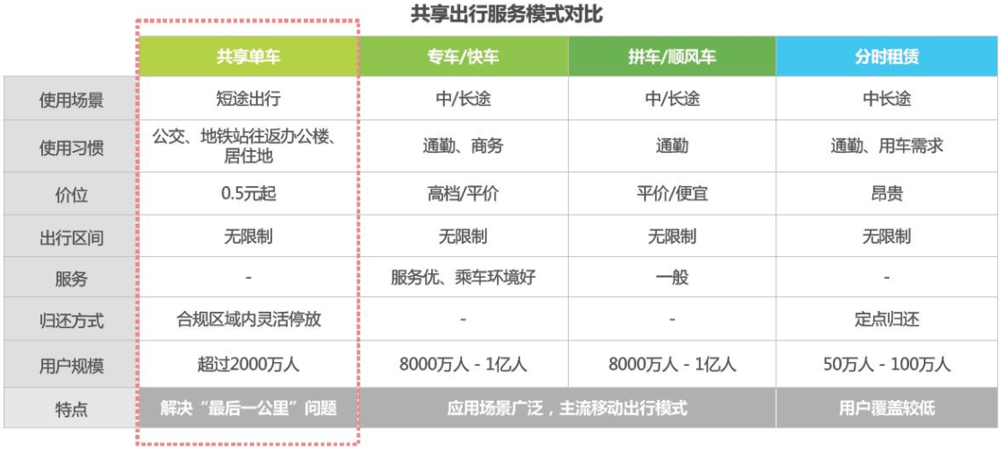 共享出行服务模式对比
共享单车 专车/快车 拼车/顺风车 分时租赁
使用场景 短途出行 中/长途 中/长途 中长途
使用习惯 公交、地铁站往返办公楼、 通勤、商务 通勤 通勤、用车需求
居住地
价位 0.5元起 高档/平价 平价/便宜 昂贵
出行区间 无限制 无限制 无限制 无限制
服务 - 服务优、乘车环境好 一般 -
归还方式 合规区域内灵活停放 - - 定点归还
用户规模 超过2000万人 8000万人 - 1亿人 8000万人 - 1亿人 50万人 - 100万人
特点 解决“最后一公里”问题 应用场景广泛，主流移动出行模式 用户覆盖较低